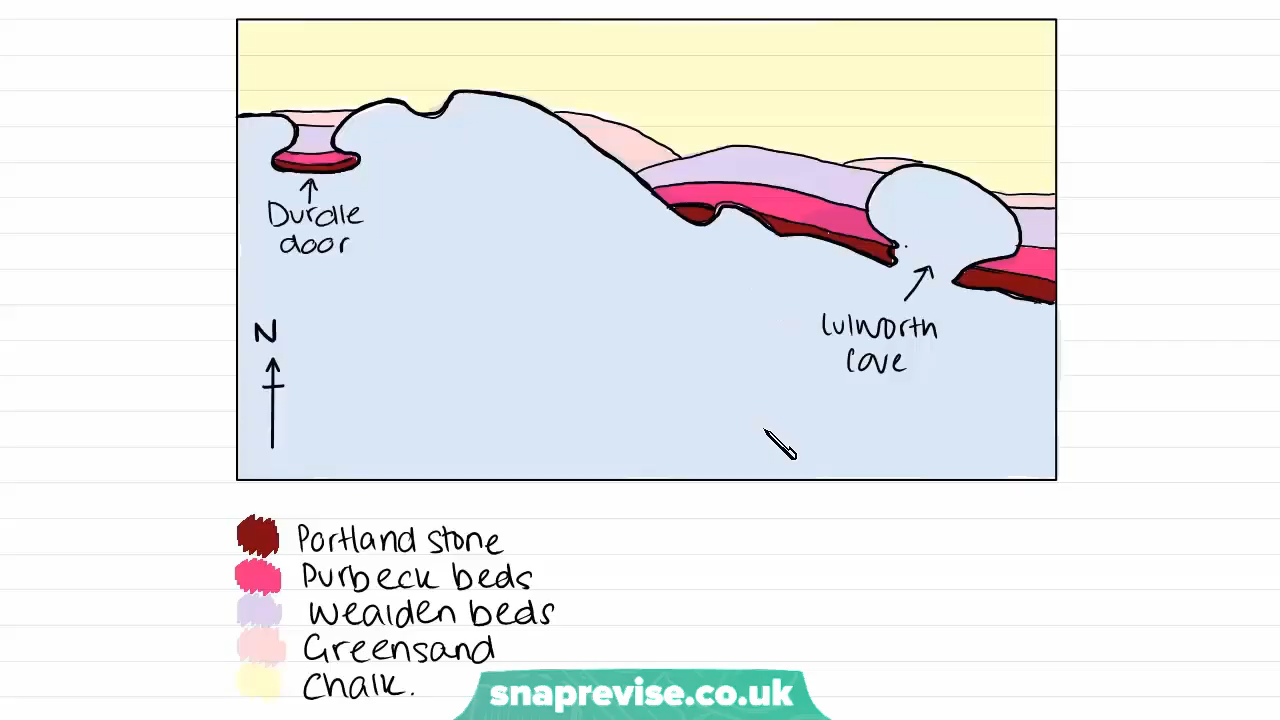 Durdle
door
N
Lulworth
Cove
Portland stone
Purbeck beds
Wealden beds
Greensand
Chalk.
snaprevise.co.uk